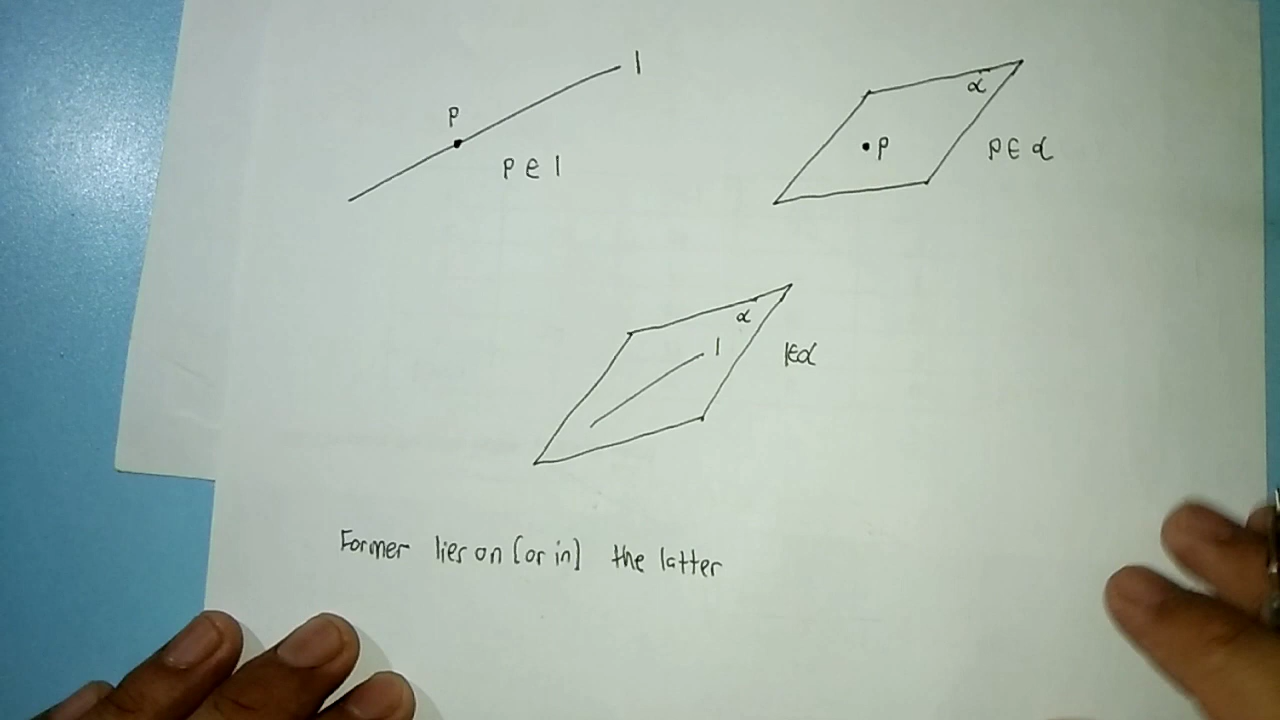 l
P
P ∈ l
α
P
P ∈ α
α
l
l∈α
Former lies on [or in] the latter